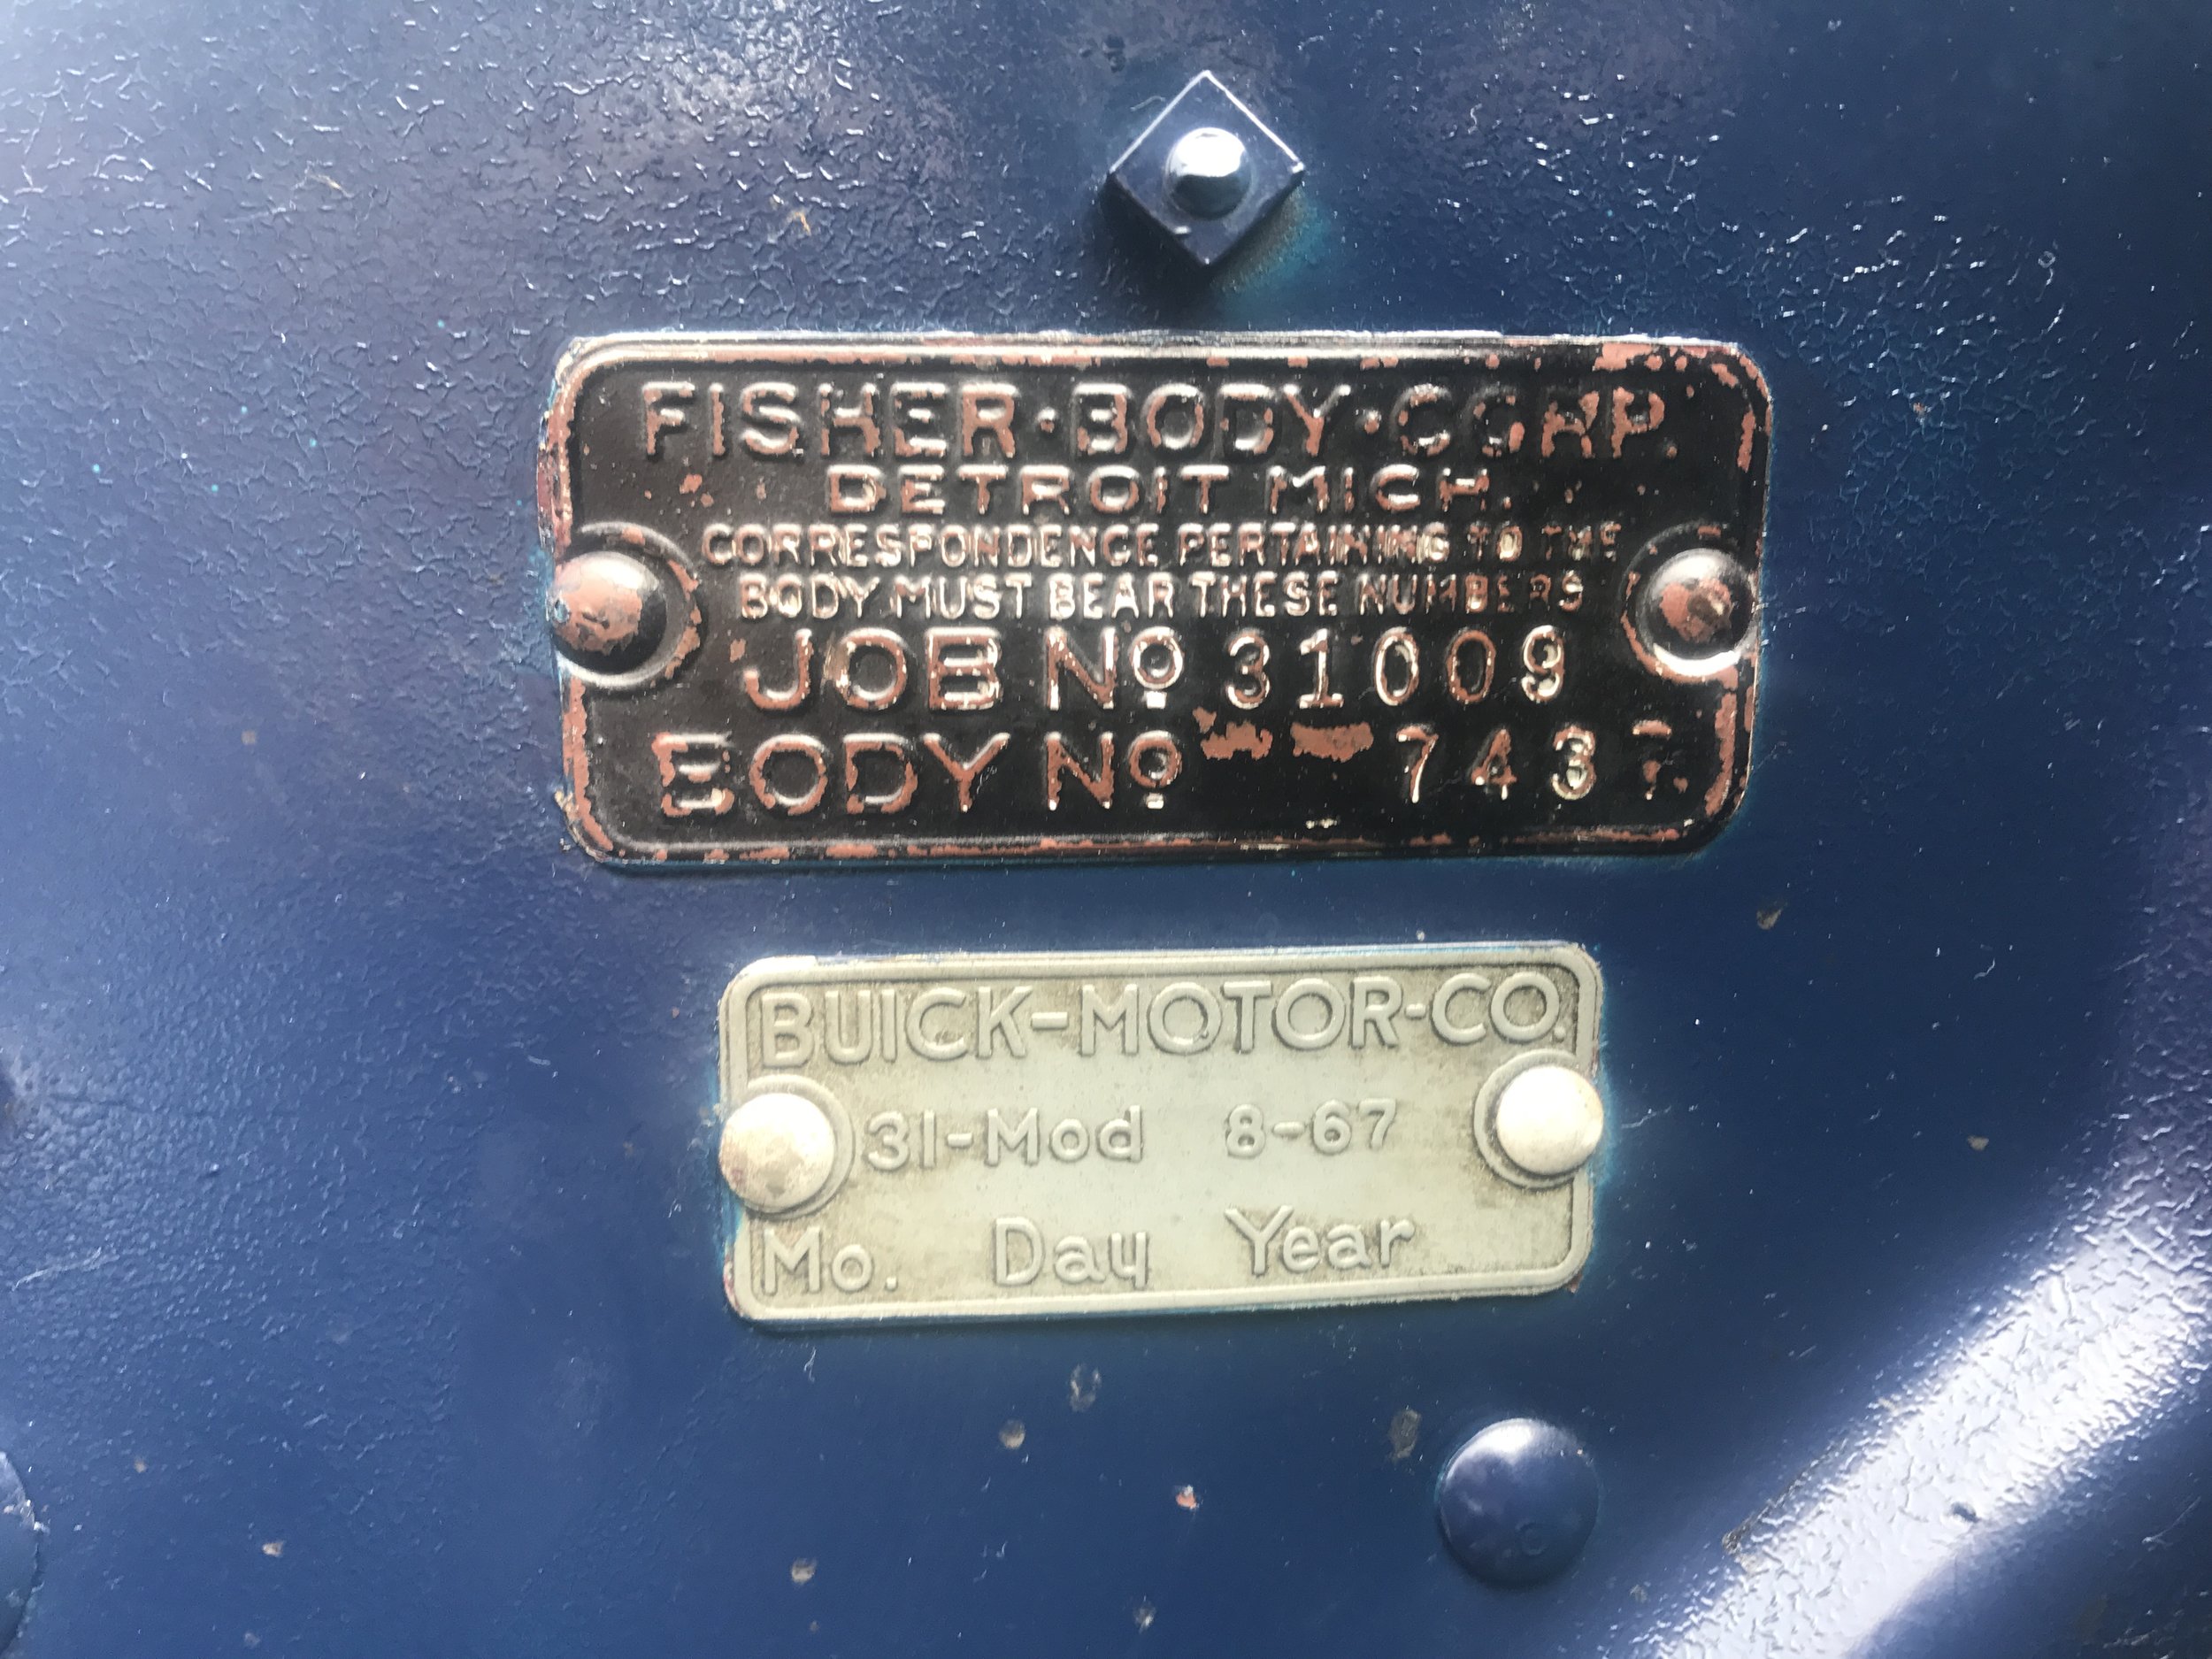 FISHER·BODY·CORP.
DETROIT MICH.
CORRESPONDENCE PERTAINING TO THE
BODY MUST BEAR THESE NUMBERS
JOB Nº 31009
BODY Nº 7437
BUICK-MOTOR-CO.
31-Mod 8-67
Mo. Day Year